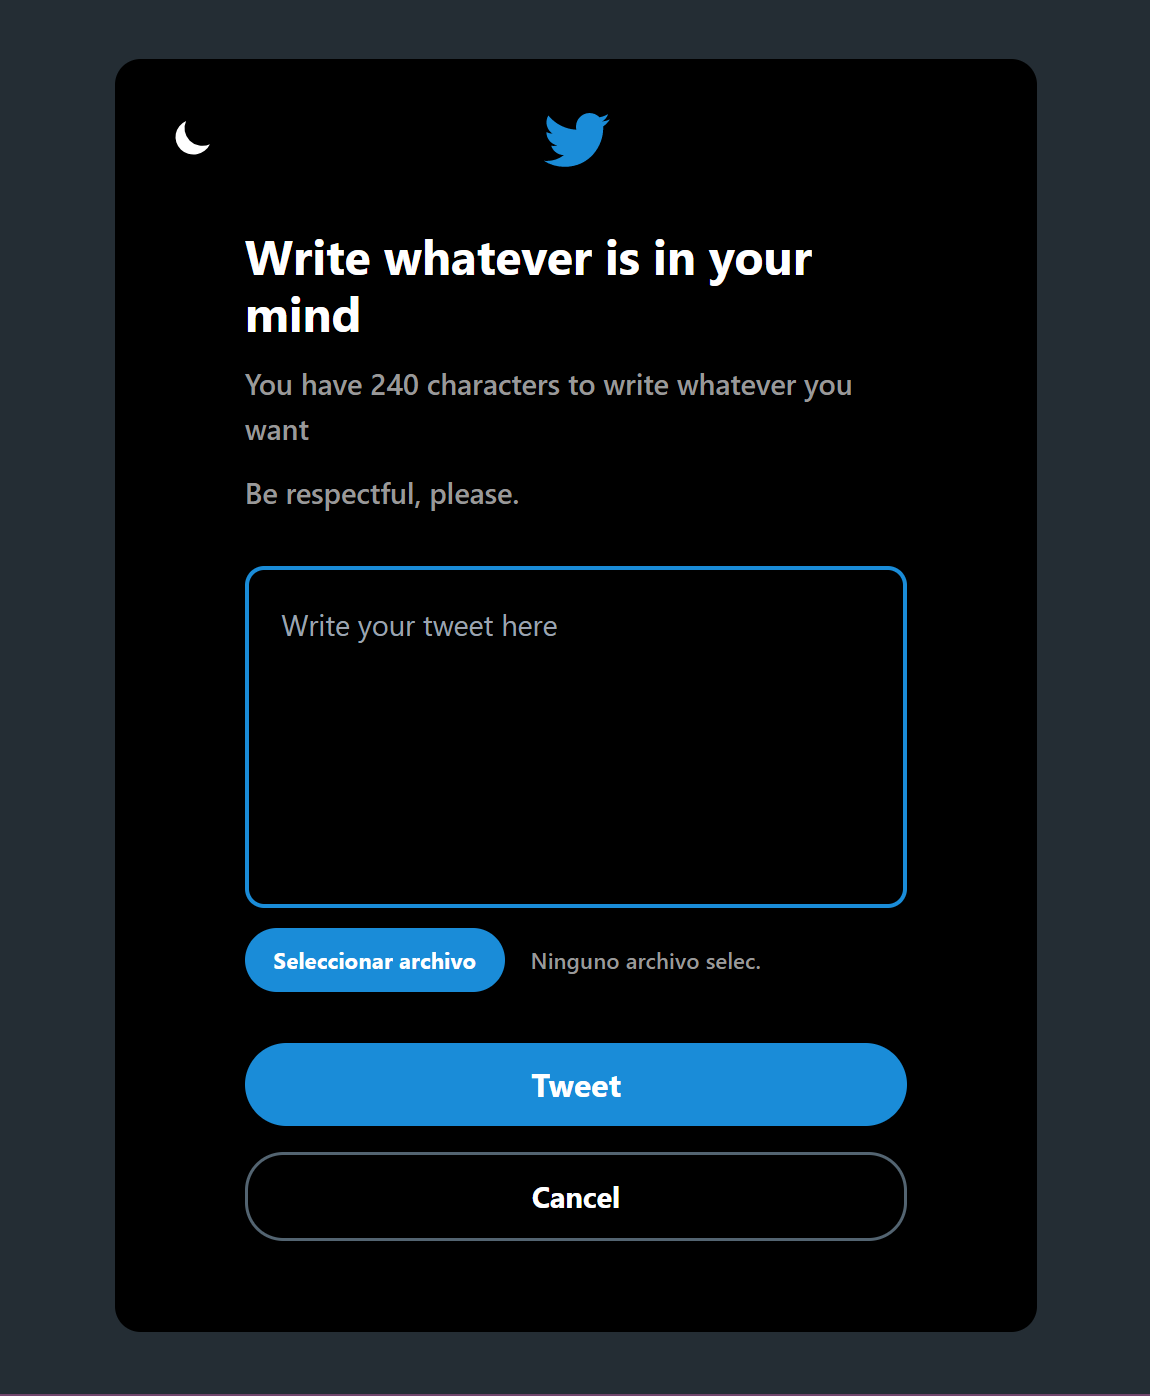 Write whatever is in your
mind
You have 240 characters to write whatever you
want
Be respectful, please.
Write your tweet here
Seleccionar archivo
Ninguno archivo selec.
Tweet
Cancel